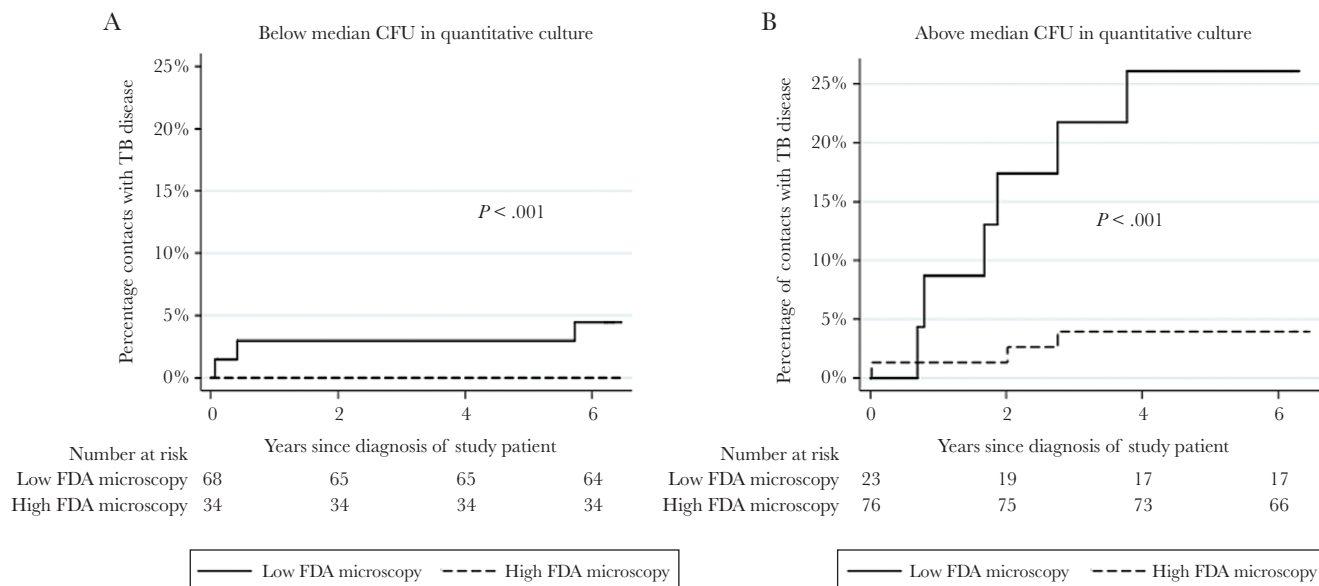 A
Below median CFU in quantitative culture
Percentage contacts with TB disease
25%
20%
15%
10%
5%
0%
P < .001
0 2 4 6
Years since diagnosis of study patient
Number at risk
Low FDA microscopy 68 65 65 64
High FDA microscopy 34 34 34 34
Low FDA microscopy High FDA microscopy
B
Above median CFU in quantitative culture
Percentage of contacts with TB disease
25%
20%
15%
10%
5%
0%
P < .001
0 2 4 6
Years since diagnosis of study patient
Number at risk
Low FDA microscopy 23 19 17 17
High FDA microscopy 76 75 73 66
Low FDA microscopy High FDA microscopy